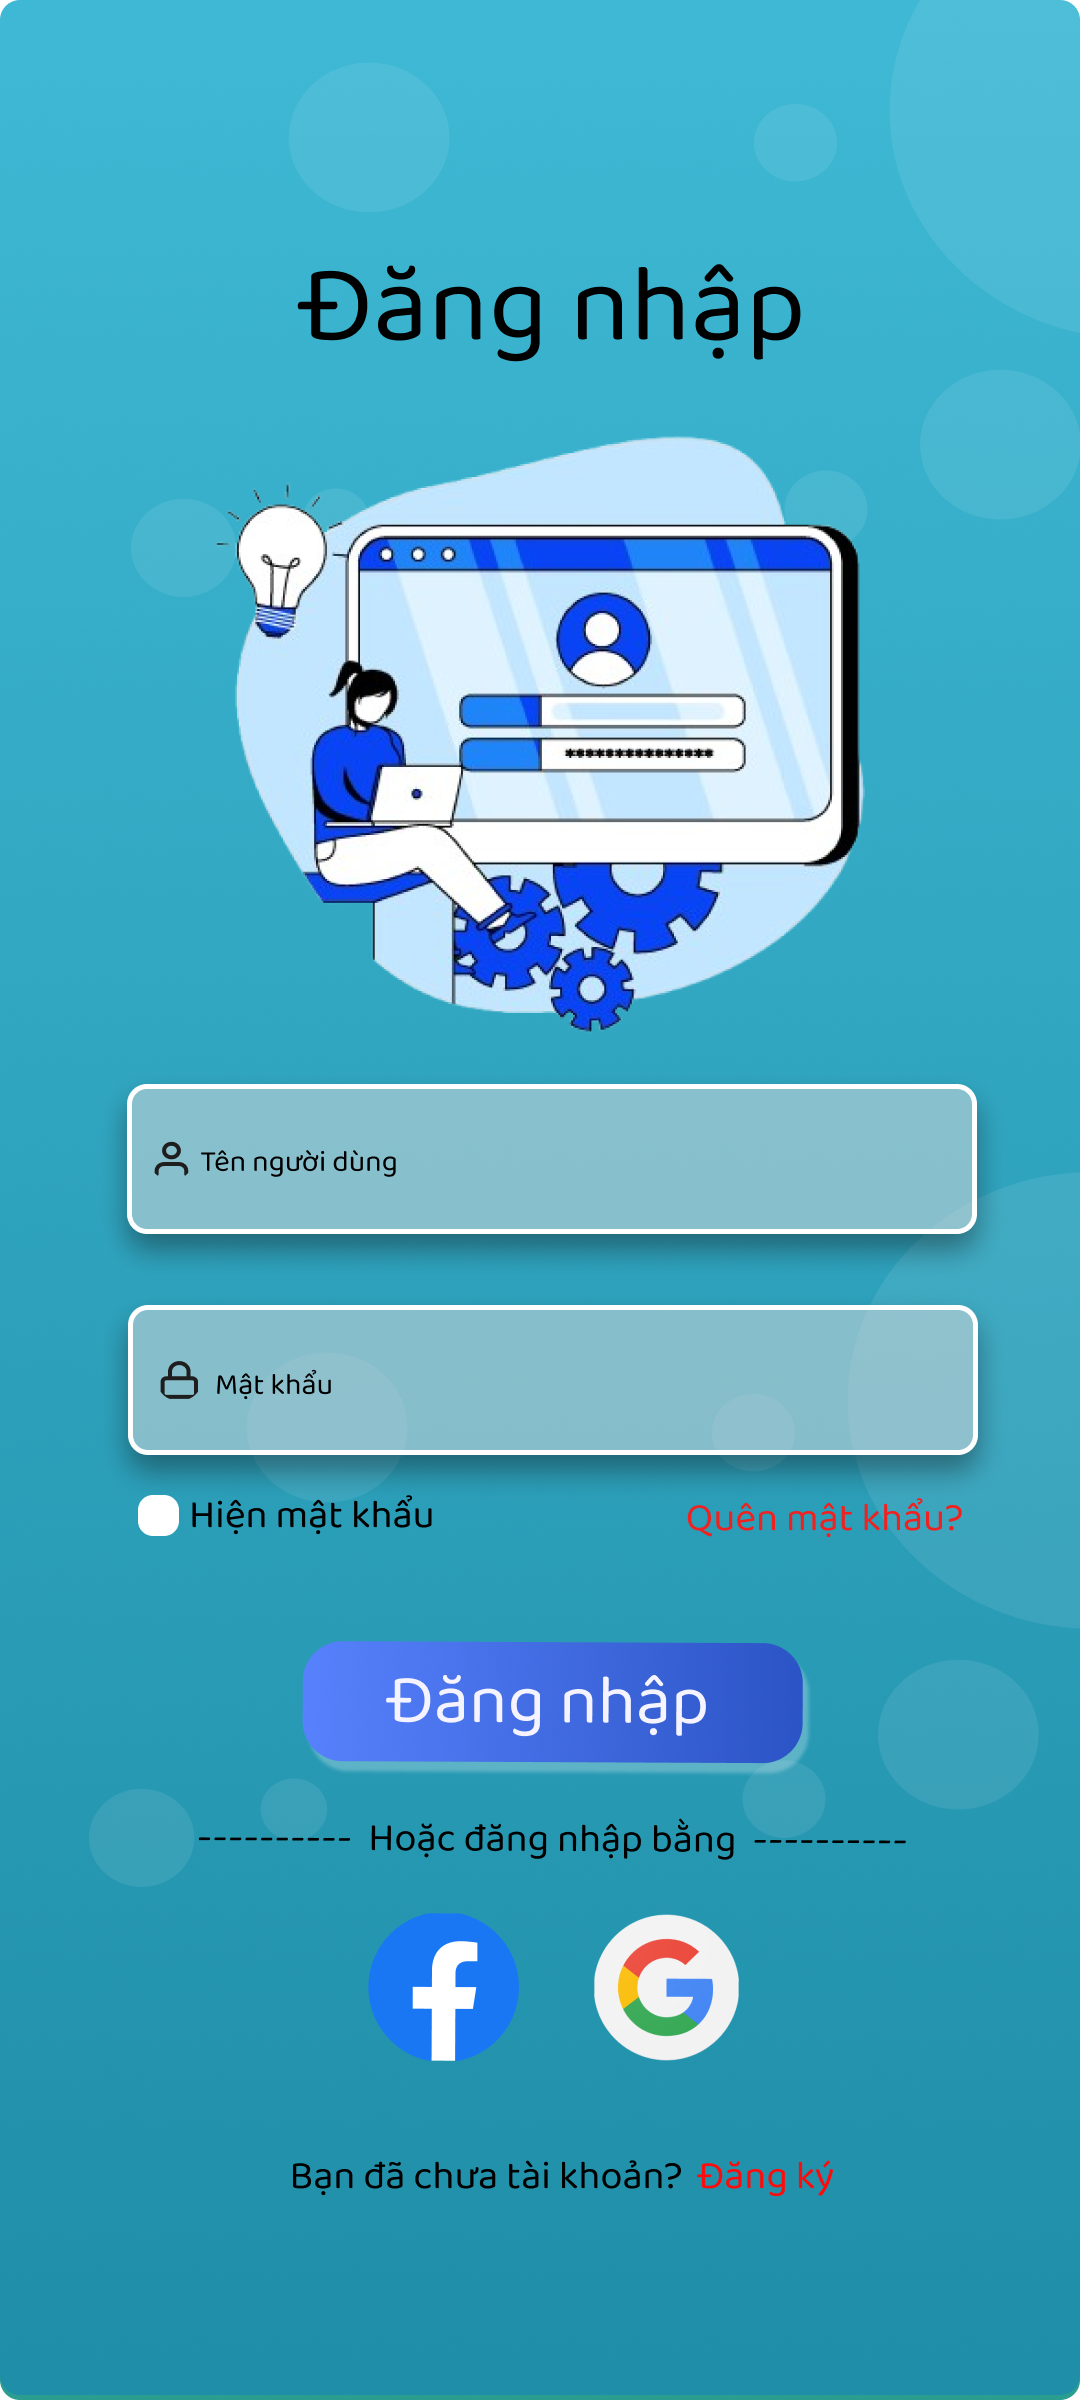 Đăng nhập
***************
Tên người dùng
Mật khẩu
Hiện mật khẩu
Quên mật khẩu?
Đăng nhập
---------- Hoặc đăng nhập bằng ----------
Bạn đã chưa tài khoản? Đăng ký